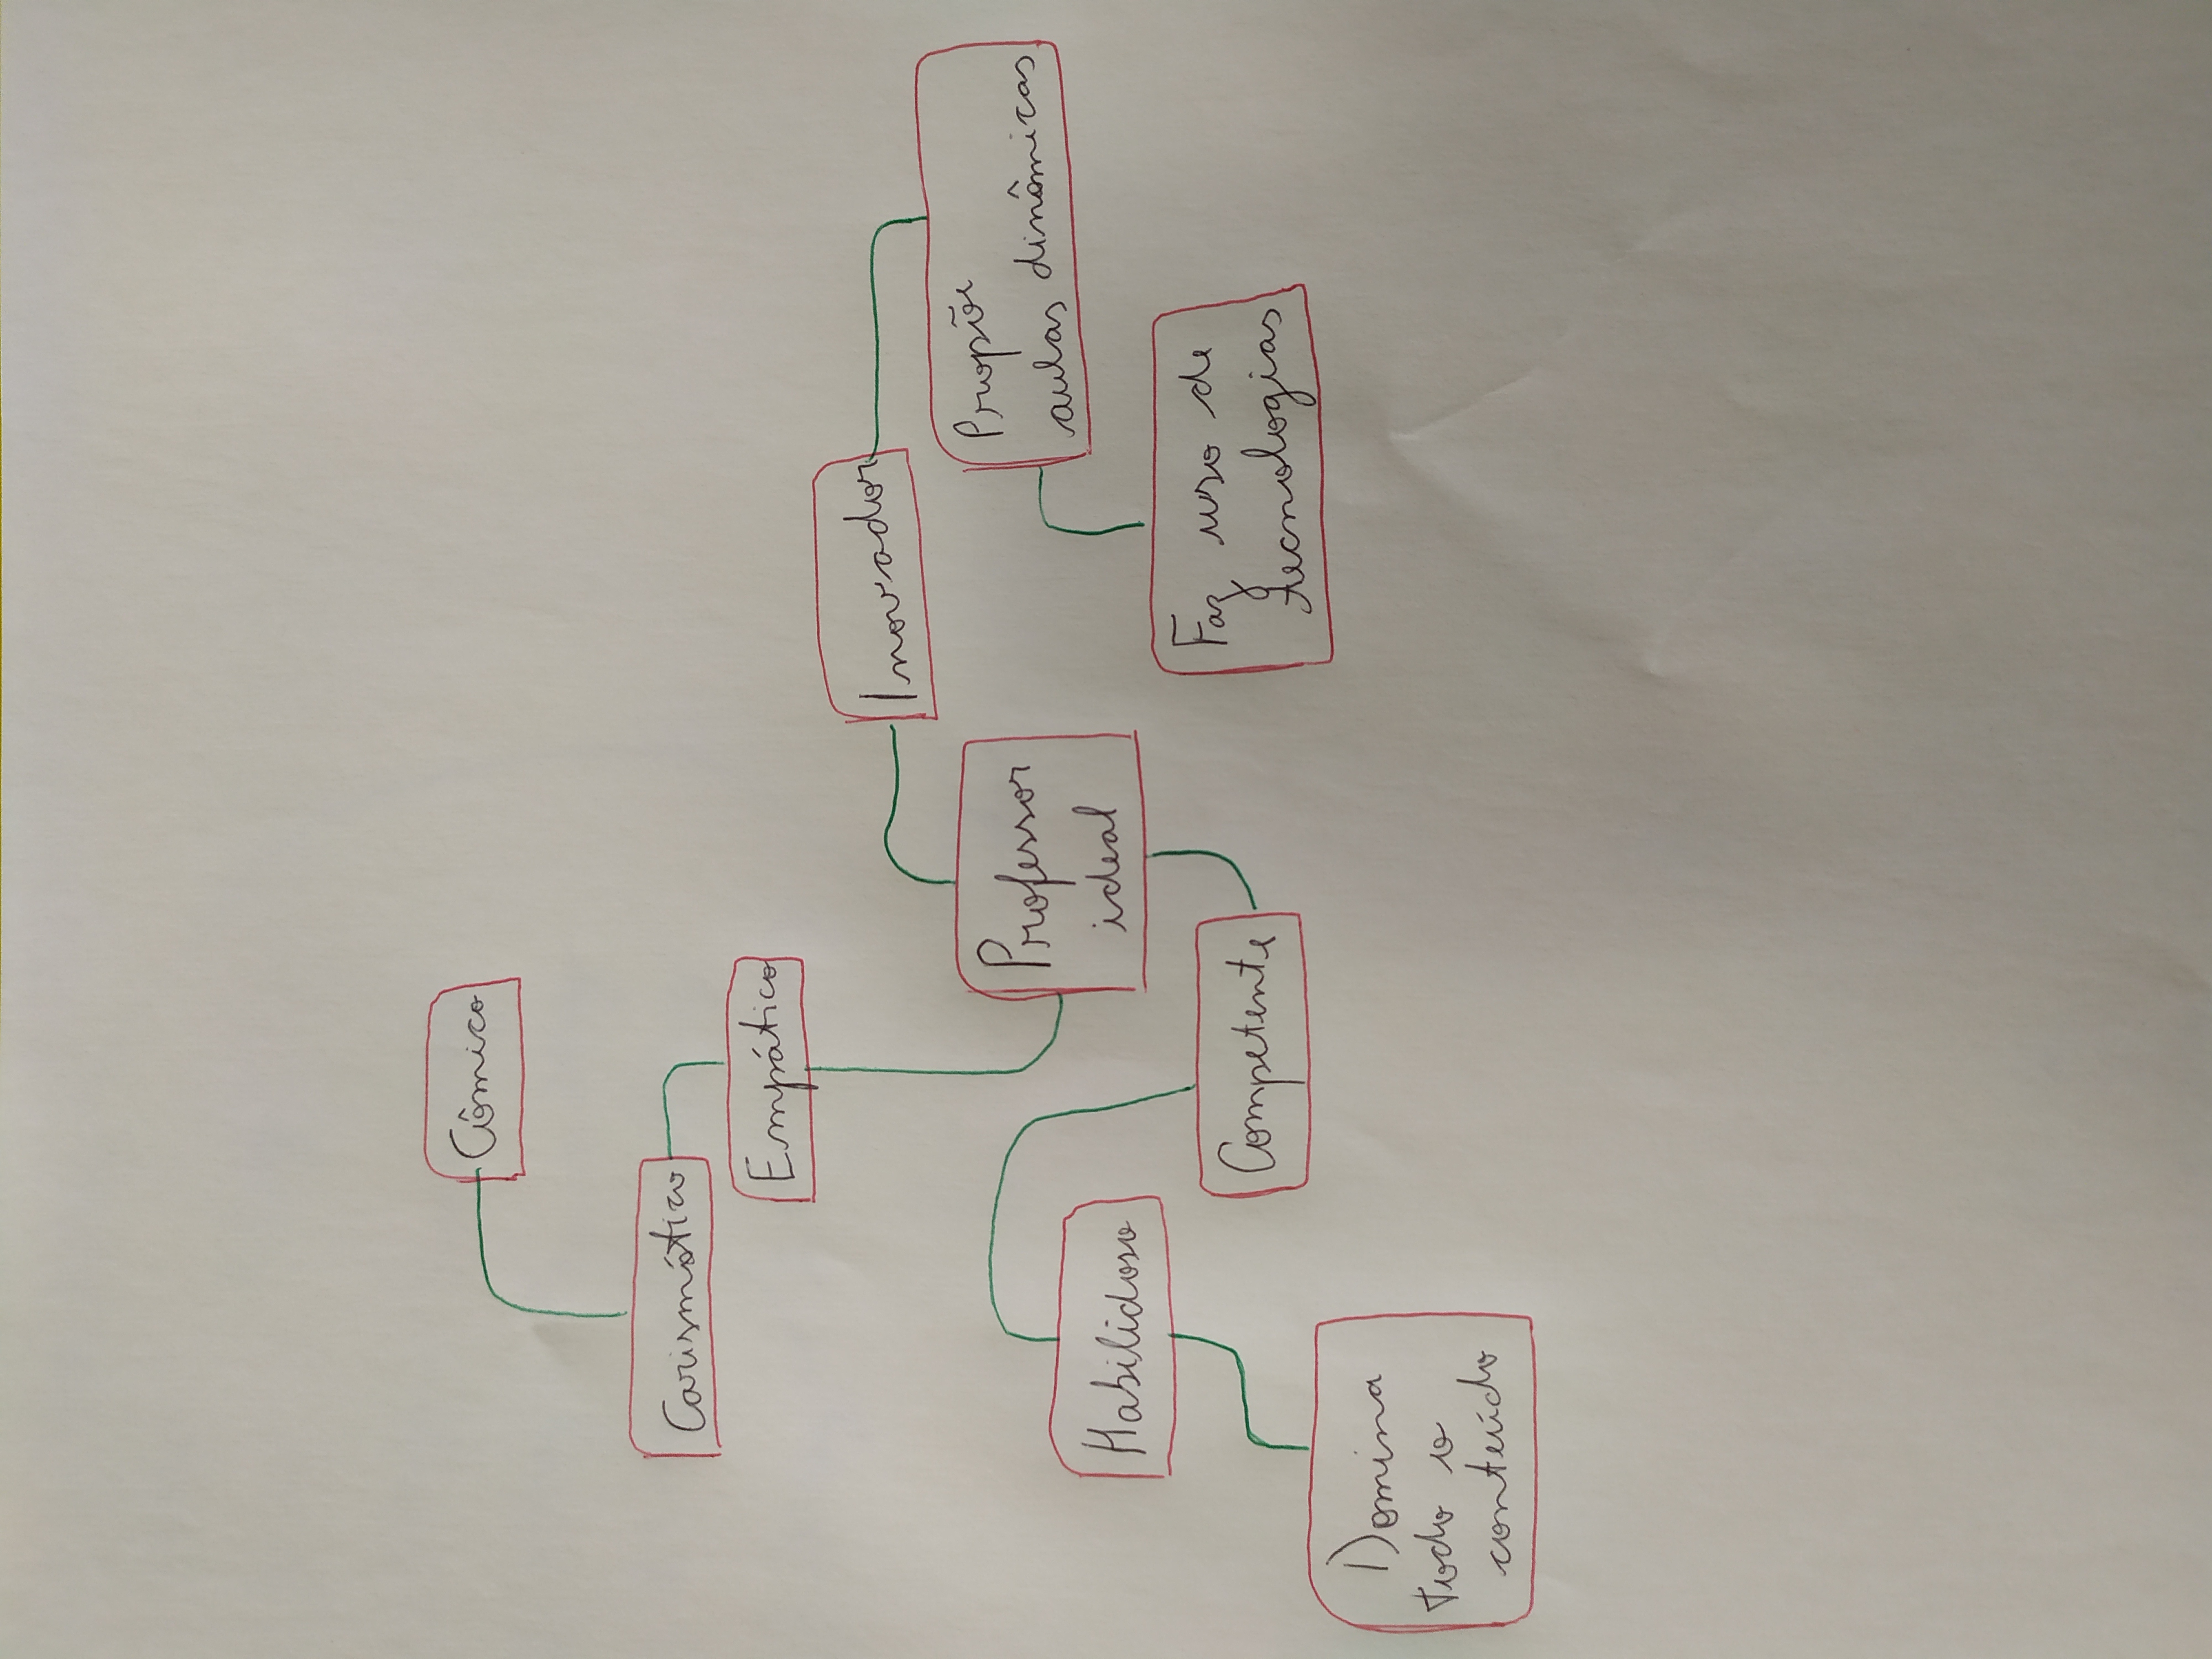 Cômico
Carismático
Empático
Inovador
Propõe
aulas dinâmicas
Professor
ideal
Habilidoso
Competente
Faz uso de
tecnologias
Domina
todo o
conteúdo